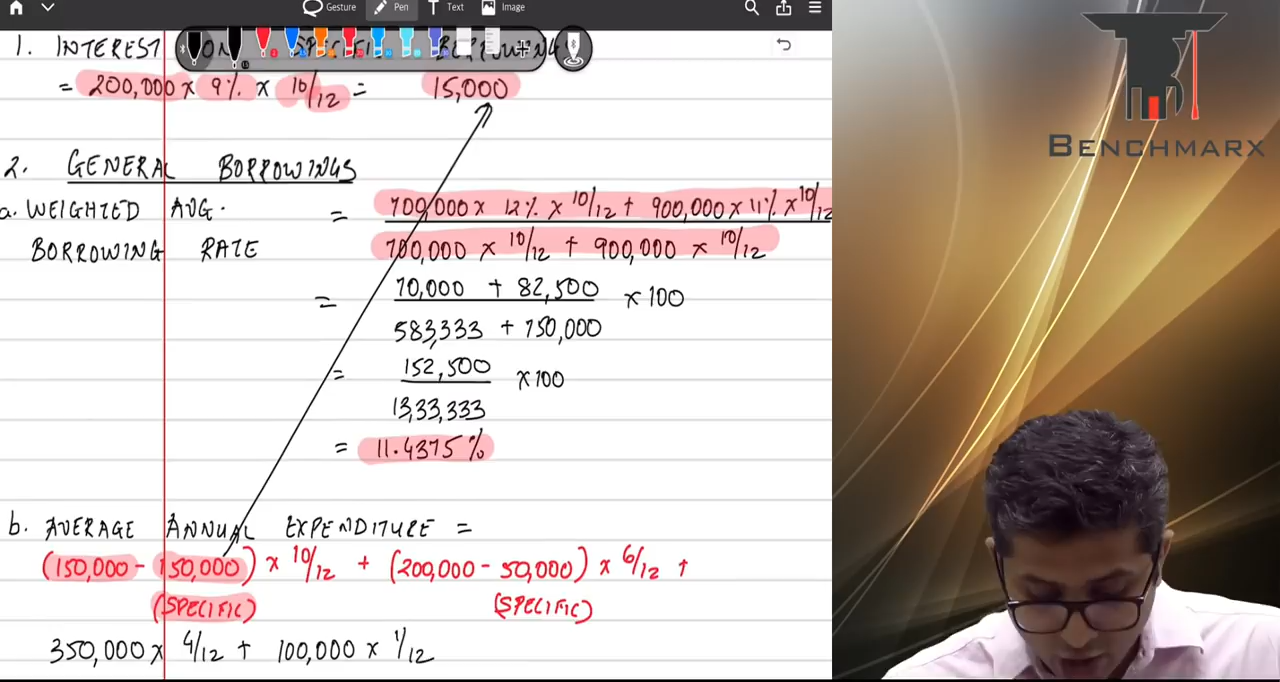 Gesture Pen Text Image
1. INTEREST ON SPECIFIC BORROWING
= 200,000 x 9% x 10/12 = 15,000
2. GENERAL BORROWINGS
a. WEIGHTED AVG. = 700,000 x 12% x 10/12 + 900,000 x 11% x 10/12
BORROWING RATE 700,000 x 10/12 + 900,000 x 10/12
= 70,000 + 82,500 x 100
583,333 + 750,000
= 152,500 x 100
13,33,333
= 11.4375%
b. AVERAGE ANNUAL EXPENDITURE =
(150,000 - 150,000) x 10/12 + (200,000 - 50,000) x 6/12 +
(SPECIFIC) (SPECIFIC)
350,000 x 4/12 + 100,000 x 1/12
BENCHMARX